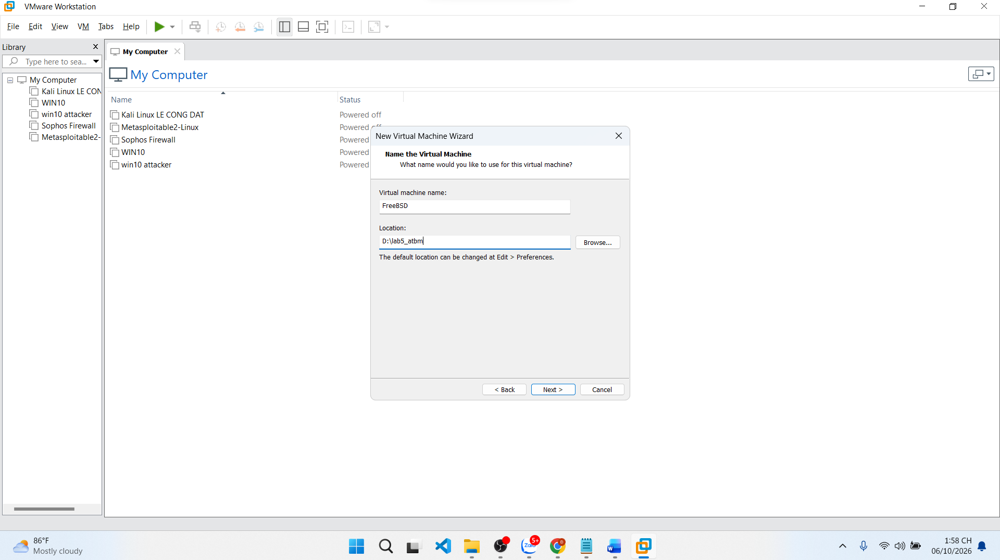 VMware Workstation
File Edit View VM Tabs Help
Library
Type here to sea...
My Computer
Kali Linux LE CON
WIN10
win10 attacker
Sophos Firewall
Metasploitable2-
My Computer
My Computer
Name Status
Kali Linux LE CONG DAT Powered off
Metasploitable2-Linux Powered off
Sophos Firewall Powered
WIN10 Powered
win10 attacker Powered
New Virtual Machine Wizard
Name the Virtual Machine
What name would you like to use for this virtual machine?
Virtual machine name:
FreeBSD
Location:
D:\lab5_atbm
Browse...
The default location can be changed at Edit > Preferences.
< Back Next > Cancel
86°F
Mostly cloudy
Zalo
5+
Đ
W
1:58 CH
06/10/2026